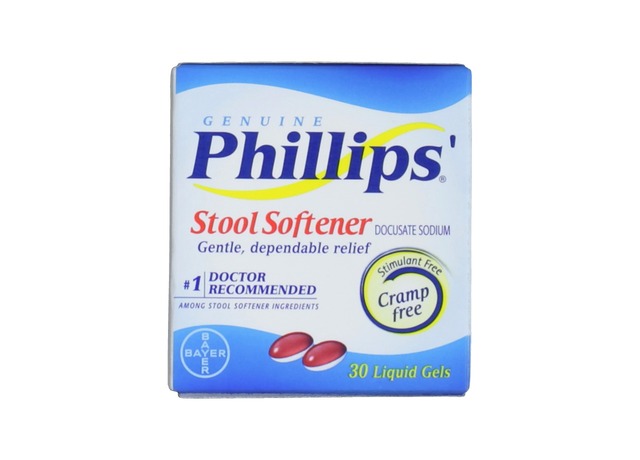 GENUINE
Phillips'®
Stool Softener DOCUSATE SODIUM
Gentle, dependable relief
#1 DOCTOR
RECOMMENDED
AMONG STOOL SOFTENER INGREDIENTS
Stimulant Free
Cramp
free
BAYER
BAYER
30 Liquid Gels